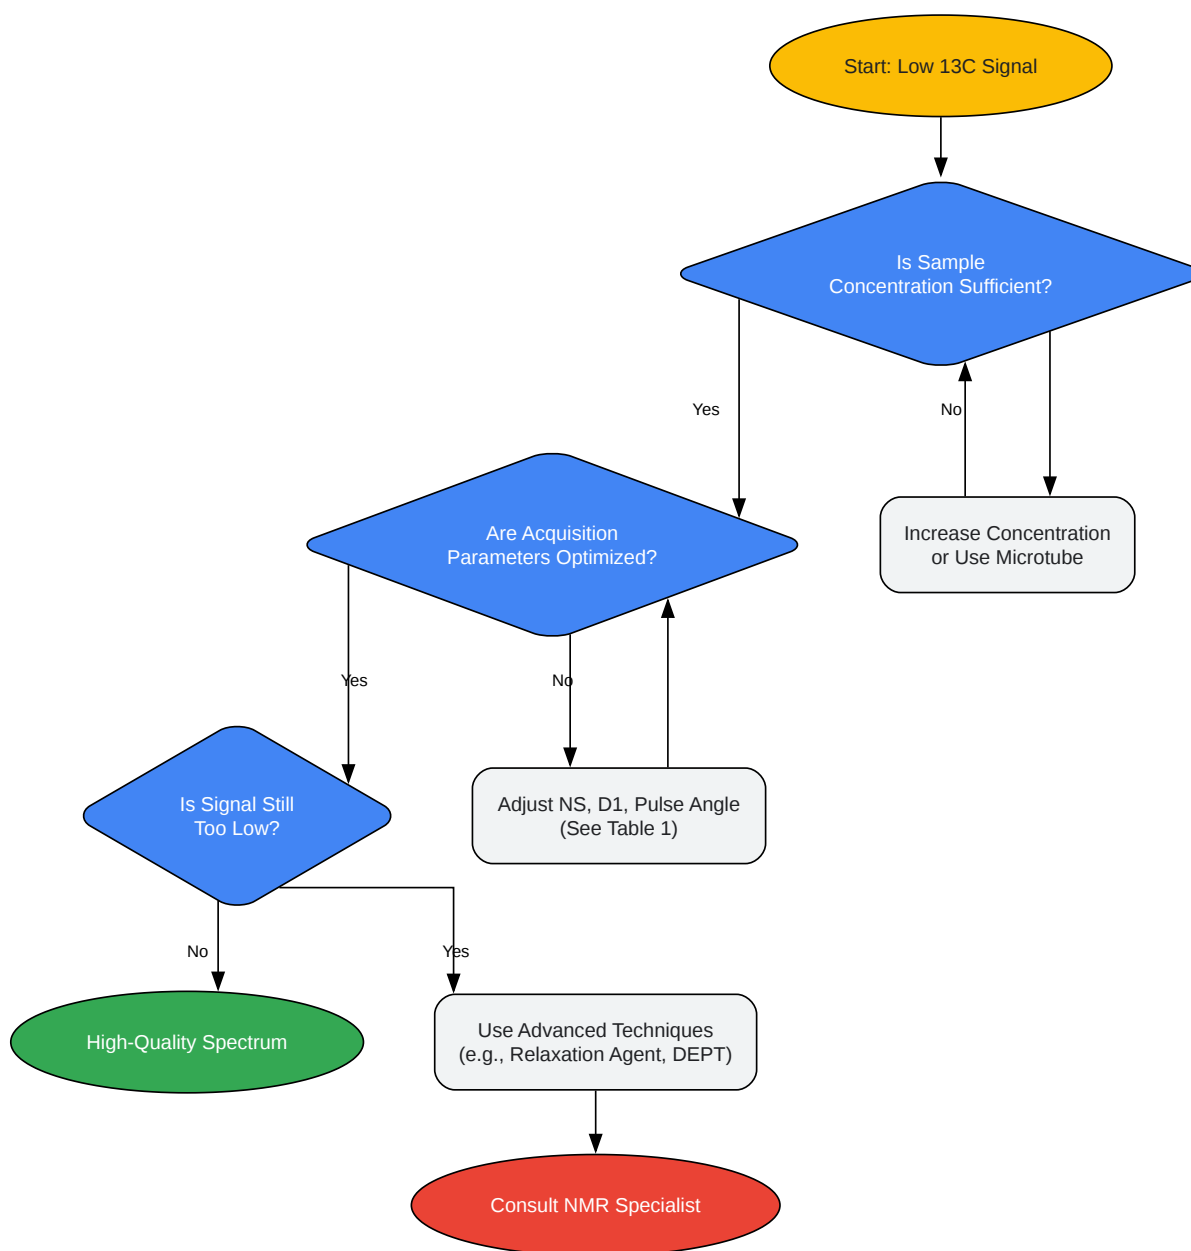 Start: Low 13C Signal
Is Sample
Concentration Sufficient?
Yes
No
Increase Concentration
or Use Microtube
Are Acquisition
Parameters Optimized?
Yes
No
Adjust NS, D1, Pulse Angle
(See Table 1)
Is Signal Still
Too Low?
No
Yes
High-Quality Spectrum
Use Advanced Techniques
(e.g., Relaxation Agent, DEPT)
Consult NMR Specialist